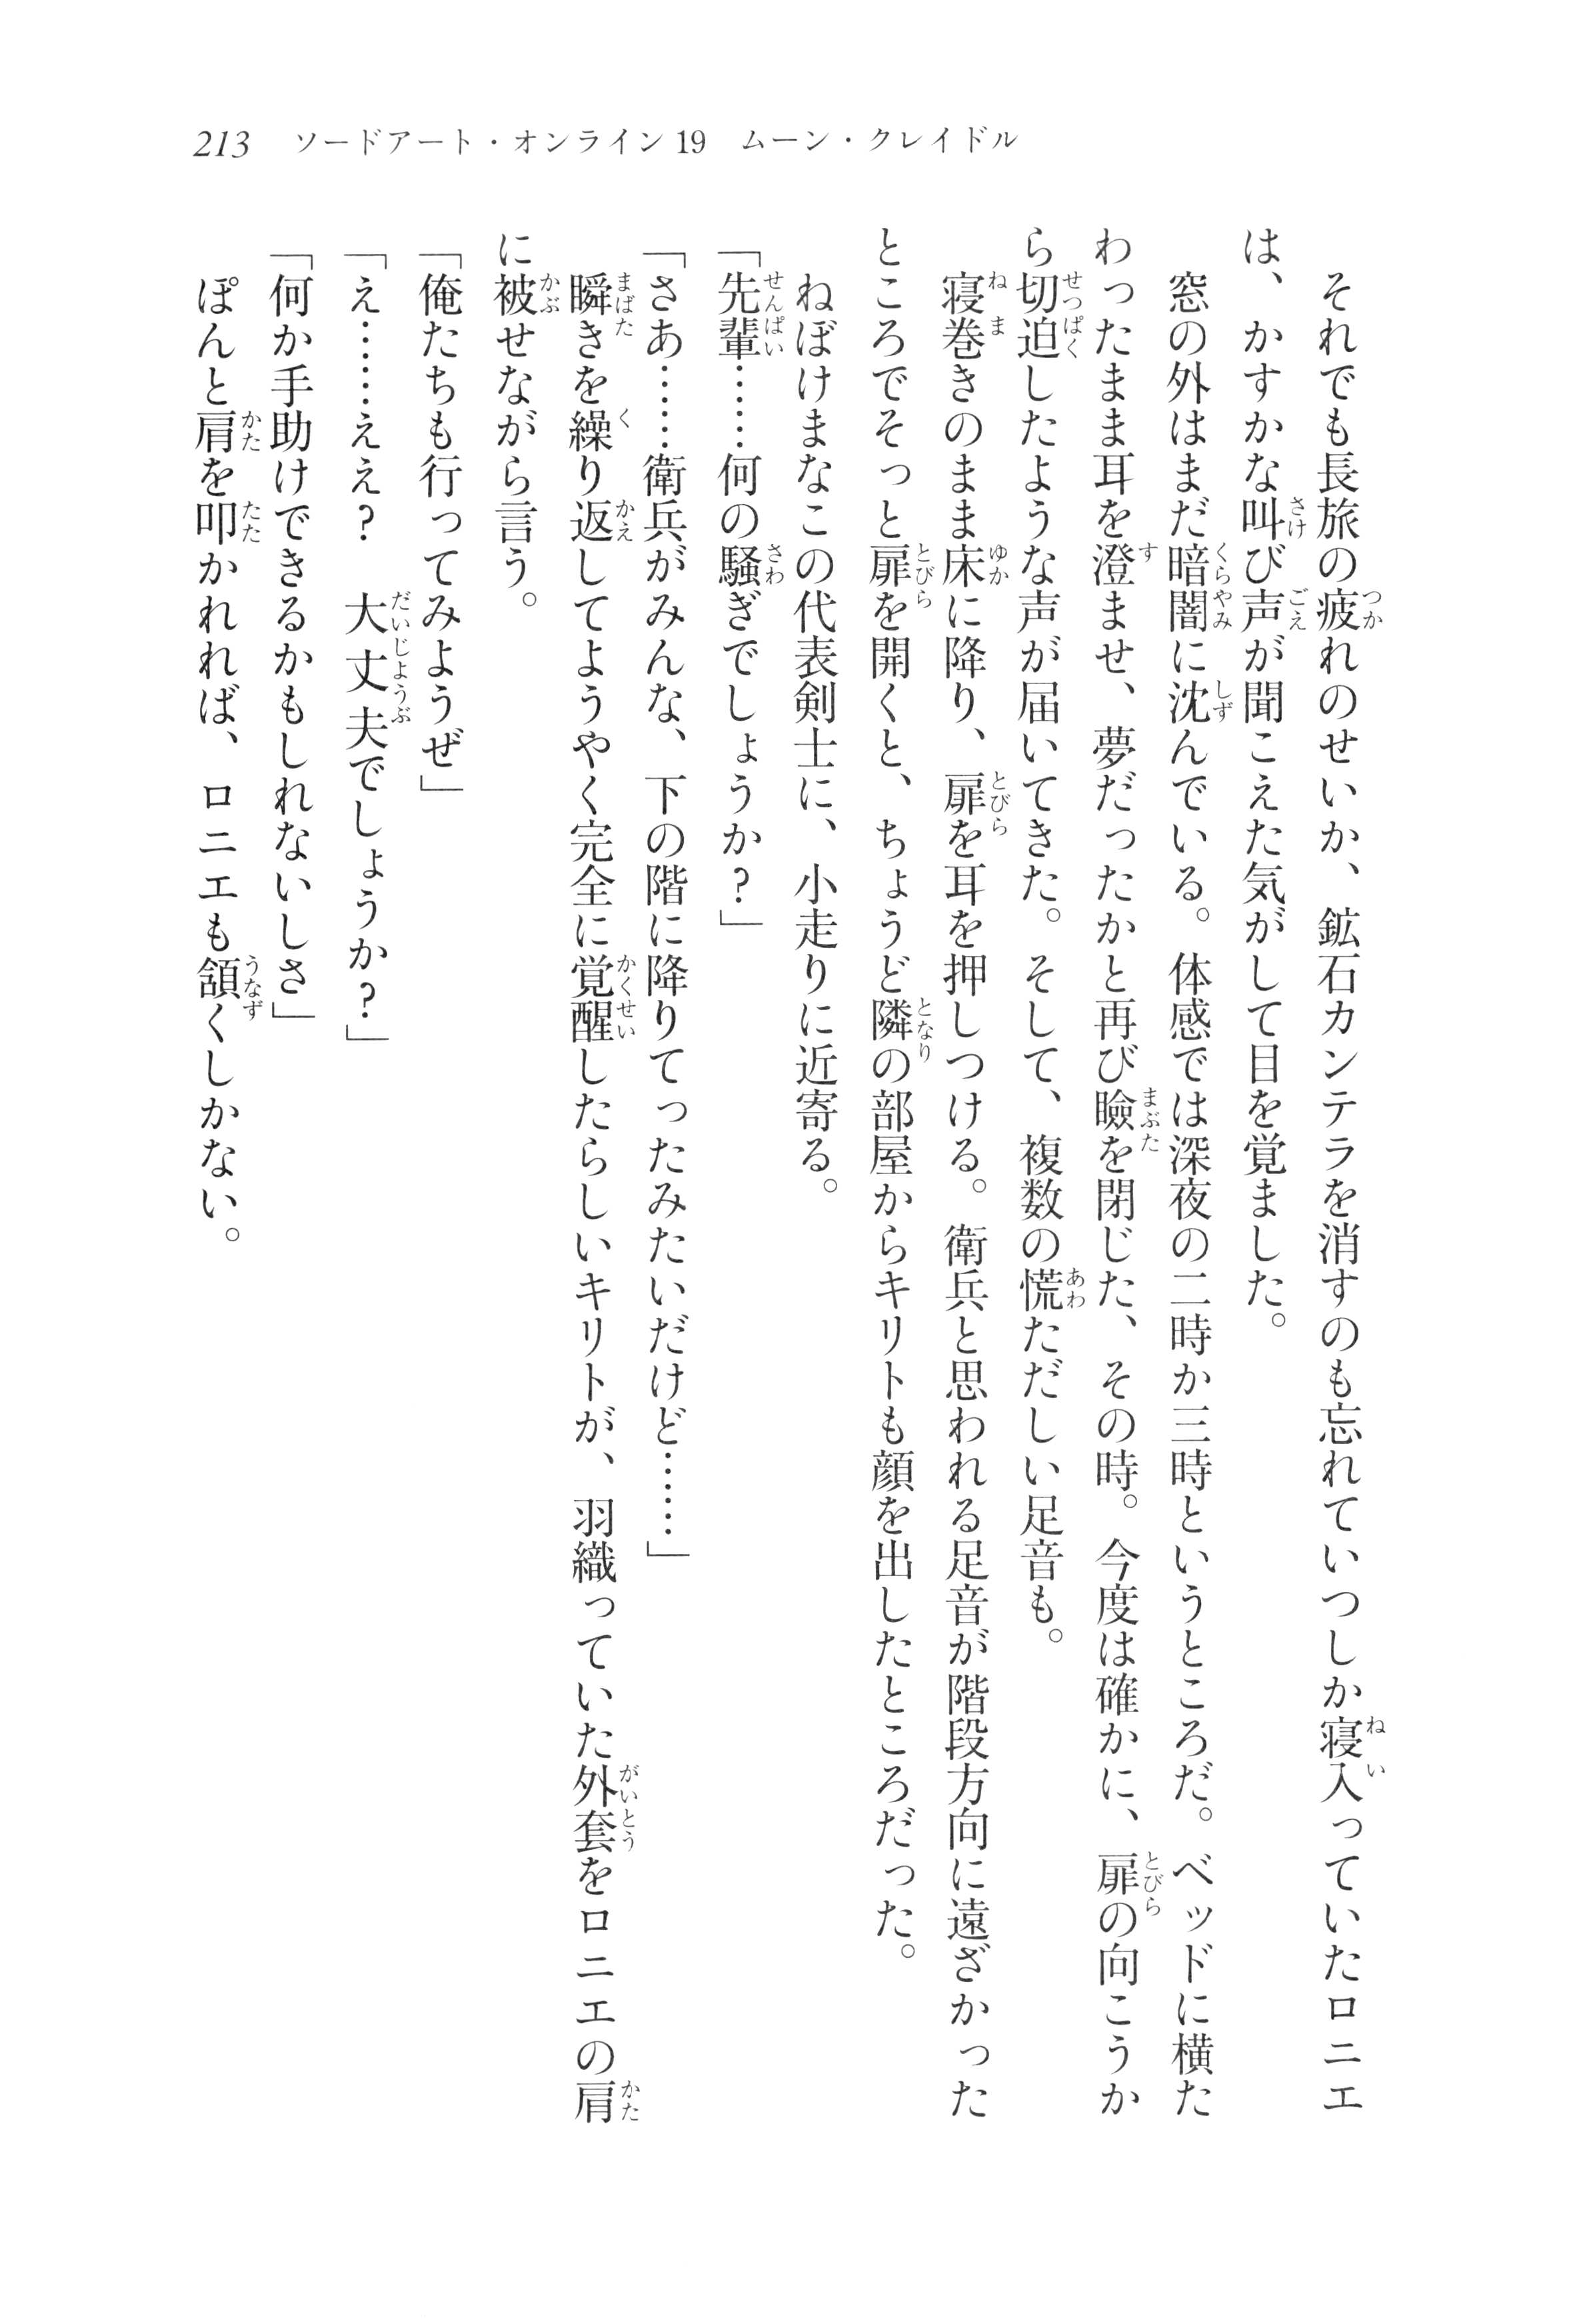 213　ソードアート・オンライン19　ムーン・クレイドル
　それでも長旅の疲れのせいか、鉱石カンテラを消すのも忘れていつしか寝入っていたロニエ
は、かすかな叫び声が聞こえた気がして目を覚ました。
　窓の外はまだ暗闇に沈んでいる。体感では深夜の二時か三時というところだ。ベッドに横た
わったまま耳を澄ませ、夢だったかと再び瞼を閉じた、その時。今度は確かに、扉の向こうか
ら切迫したような声が届いてきた。そして、複数の慌ただしい足音も。
　寝巻きのまま床に降り、扉を耳を押しつける。衛兵と思われる足音が階段方向に遠ざかった
ところでそっと扉を開くと、ちょうど隣の部屋からキリトも顔を出したところだった。
　ねぼけまなこの代表剣士に、小走りに近寄る。
「先輩……何の騒ぎでしょうか?」
「さあ……衛兵がみんな、下の階に降りてったみたいだけど……」
　瞬きを繰り返してようやく完全に覚醒したらしいキリトが、羽織っていた外套をロニエの肩
に被せながら言う。
「俺たちも行ってみようぜ」
「え……ええ?　大丈夫でしょうか?」
「何か手助けできるかもしれないしさ」
　ぽんと肩を叩かれれば、ロニエも頷くしかない。